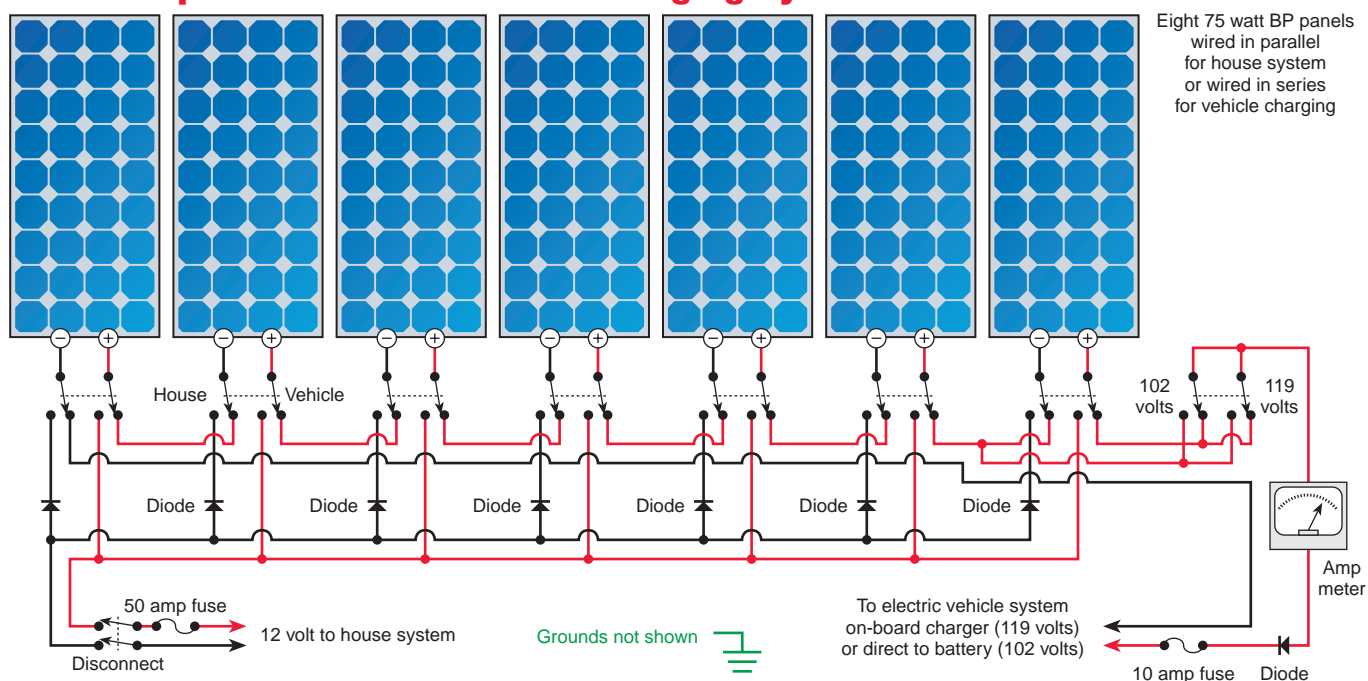 Eight 75 watt BP panels
wired in parallel
for house system
or wired in series
for vehicle charging
− + − + − + − + − + − + − +
House
Vehicle
102
volts
119
volts
Diode
Diode
Diode
Diode
Diode
Diode
Amp
meter
50 amp fuse
12 volt to house system
Disconnect
Grounds not shown
To electric vehicle system
on-board charger (119 volts)
or direct to battery (102 volts)
10 amp fuse
Diode